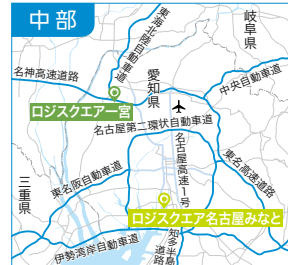 中部
東海北陸自動車道
岐阜県
名神高速道路
愛知県
中央自動車道
ロジスクエア一宮
名古屋第二環状自動車道
名古屋高速1号
東名高速道路
東名阪自動車道
三重県
ロジスクエア名古屋みなと
伊勢湾岸自動車道
知多半島道路